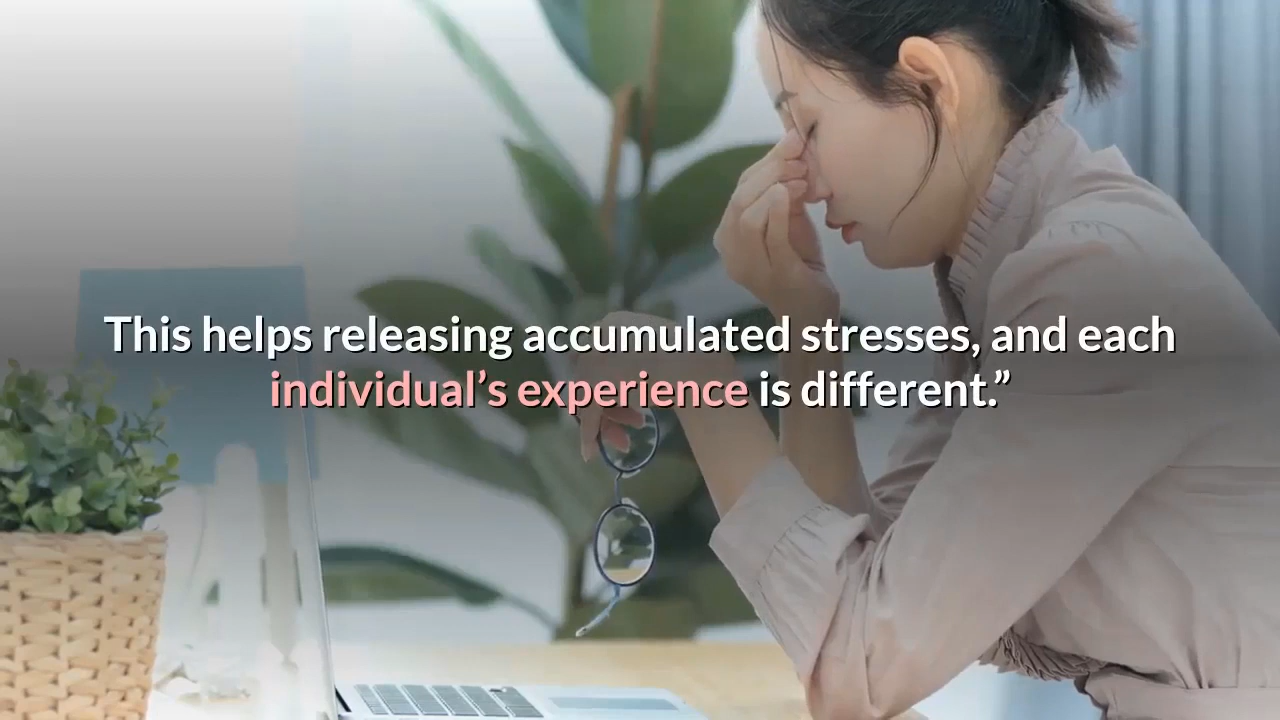 This helps releasing accumulated stresses, and each
individual’s experience is different.”